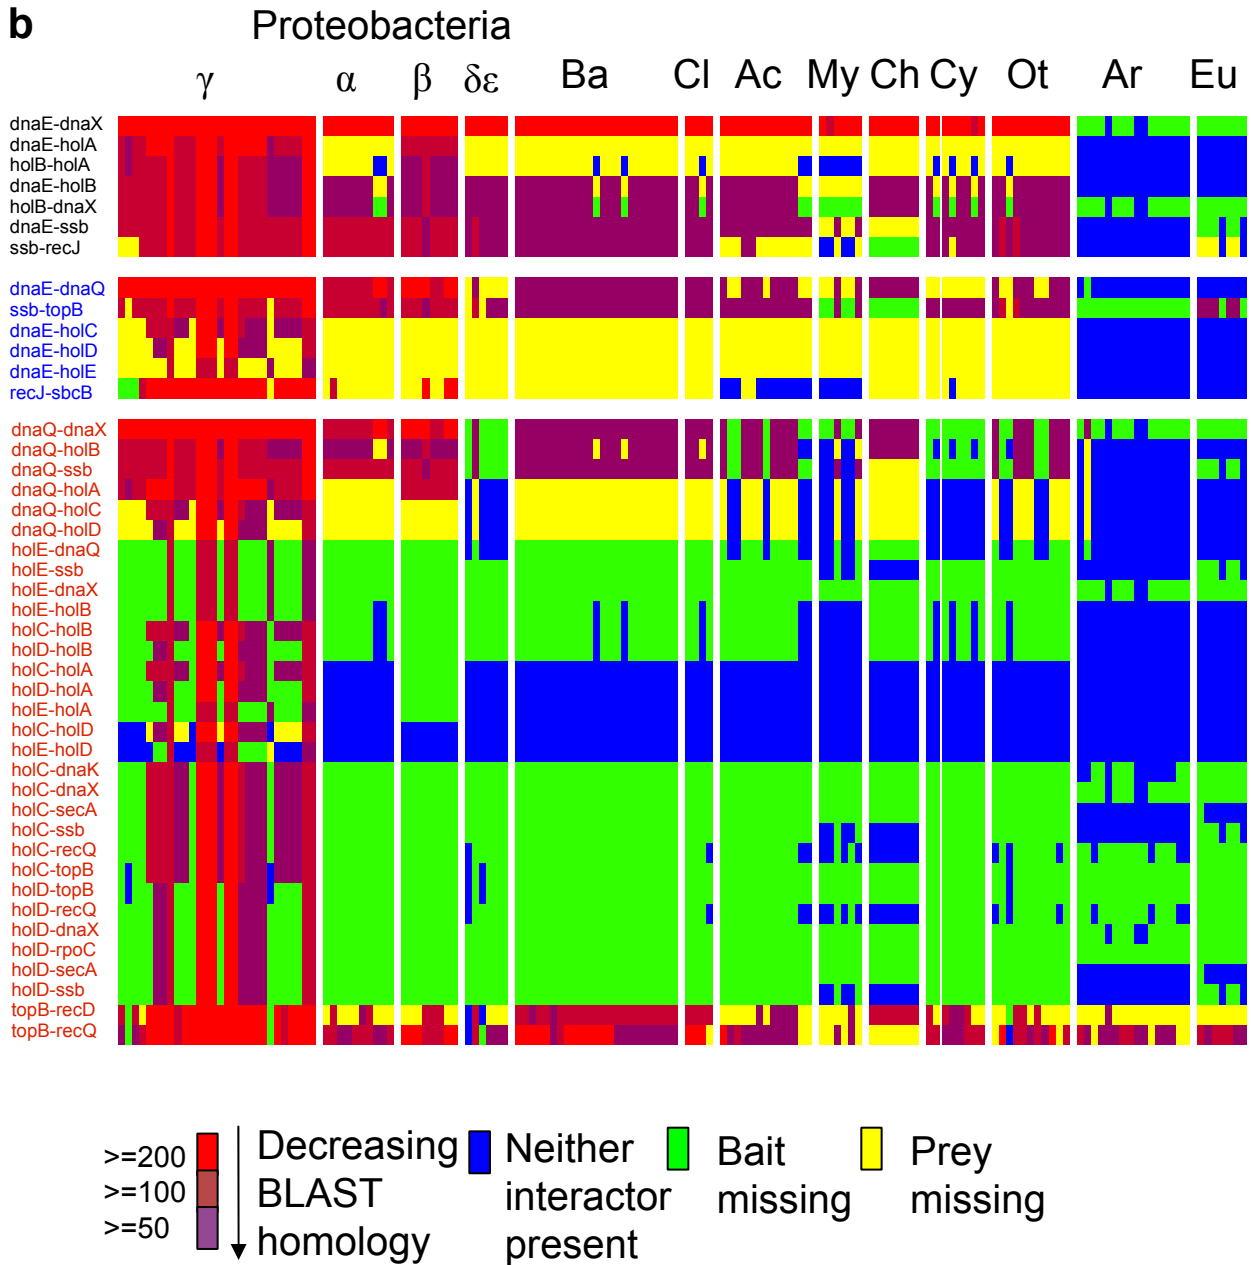 b
Proteobacteria
γ α β δε Ba Cl Ac My Ch Cy Ot Ar Eu
dnaE-dnaX
dnaE-holA
holB-holA
dnaE-holB
holB-dnaX
dnaE-ssb
ssb-recJ
dnaE-dnaQ
ssb-topB
dnaE-holC
dnaE-holD
dnaE-holE
recJ-sbcB
dnaQ-dnaX
dnaQ-holB
dnaQ-ssb
dnaQ-holA
dnaQ-holC
dnaQ-holD
holE-dnaQ
holE-ssb
holE-dnaX
holE-holB
holC-holB
holD-holB
holC-holA
holD-holA
holE-holA
holC-holD
holE-holD
holC-dnaK
holC-dnaX
holC-secA
holC-ssb
holC-recQ
holC-topB
holD-topB
holD-recQ
holD-dnaX
holD-rpoC
holD-secA
holD-ssb
topB-recD
topB-recQ
>=200
>=100
>=50
Decreasing
BLAST
homology
Neither
interactor
present
Bait
missing
Prey
missing